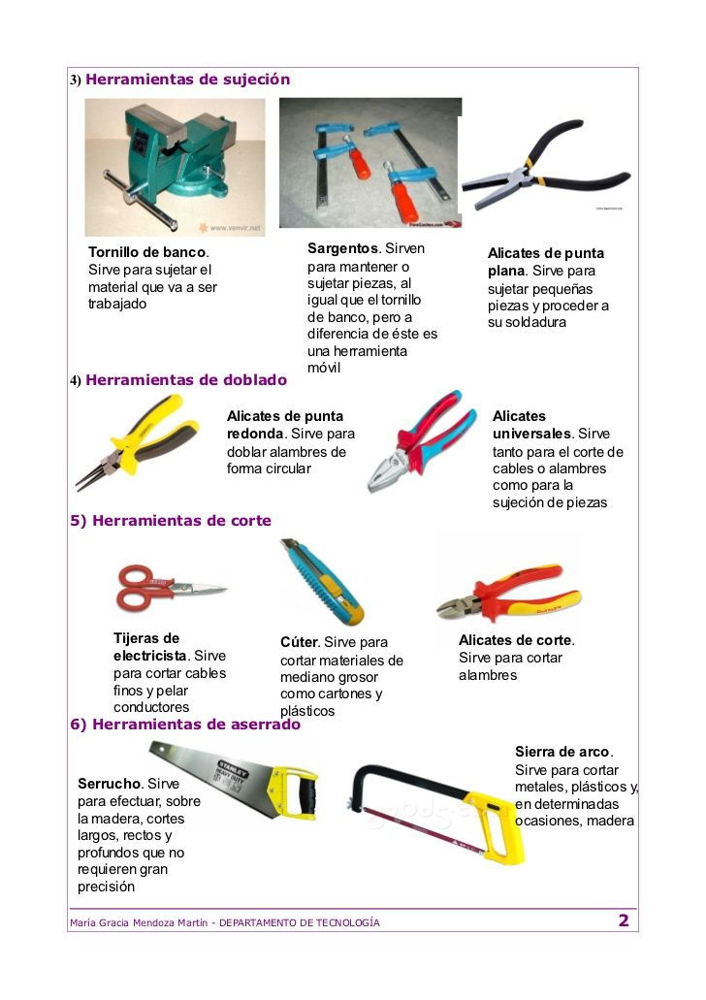 3) Herramientas de sujeción
www.venvir.net
Tornillo de banco.
Sirve para sujetar el
material que va a ser
trabajado
Sargentos. Sirven
para mantener o
sujetar piezas, al
igual que el tornillo
de banco, pero a
diferencia de éste es
una herramienta
móvil
Alicates de punta
plana. Sirve para
sujetar pequeñas
piezas y proceder a
su soldadura
4) Herramientas de doblado
Alicates de punta
redonda. Sirve para
doblar alambres de
forma circular
Alicates
universales. Sirve
tanto para el corte de
cables o alambres
como para la
sujeción de piezas
5) Herramientas de corte
Tijeras de
electricista. Sirve
para cortar cables
finos y pelar
conductores
Cúter. Sirve para
cortar materiales de
mediano grosor
como cartones y
plásticos
Alicates de corte.
Sirve para cortar
alambres
6) Herramientas de aserrado
STANLEY
HEAVY DUTY
Serrucho. Sirve
para efectuar, sobre
la madera, cortes
largos, rectos y
profundos que no
requieren gran
precisión
Sierra de arco.
Sirve para cortar
metales, plásticos y,
en determinadas
ocasiones, madera
María Gracia Mendoza Martín - DEPARTAMENTO DE TECNOLOGÍA
2